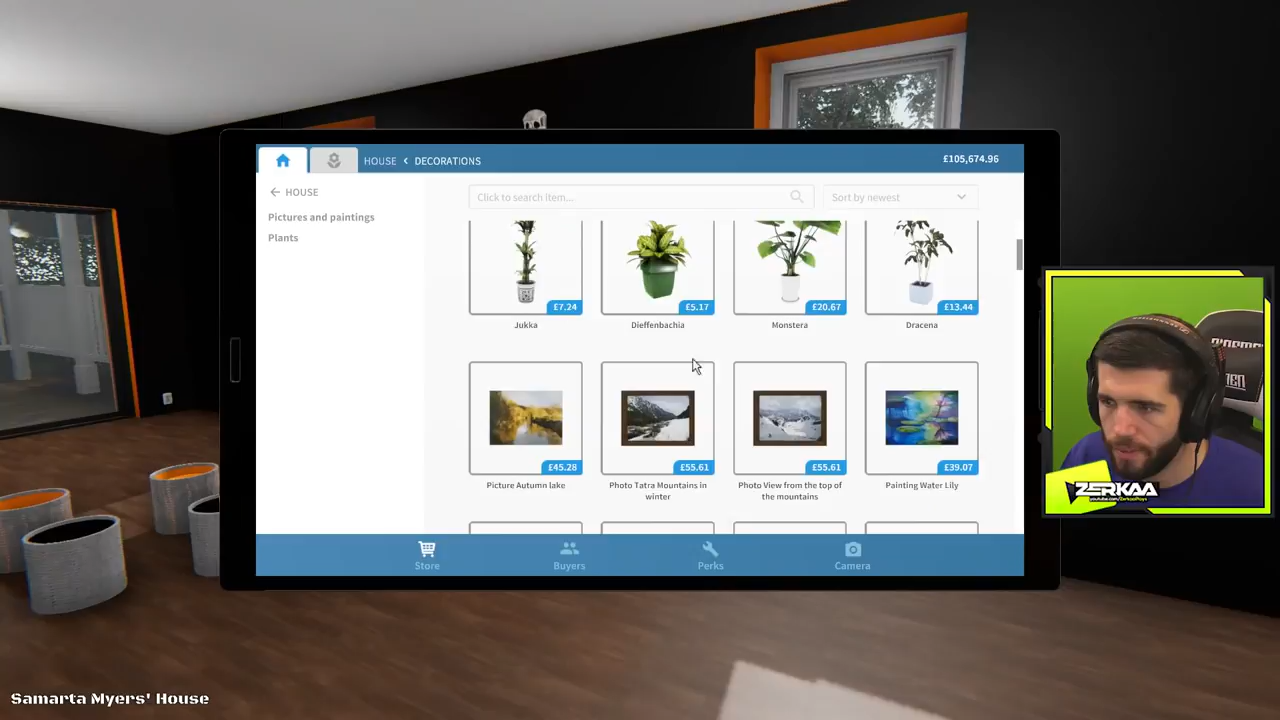 HOUSE < DECORATIONS
£105,674.96
← HOUSE
Pictures and paintings
Plants
Click to search item...
Sort by newest
£7.24
£5.17
£20.67
£13.44
Jukka
Dieffenbachia
Monstera
Dracena
£45.28
£55.61
£55.61
£39.07
Picture Autumn lake
Photo Tatra Mountains in
winter
Photo View from the top of
the mountains
Painting Water Lily
Store
Buyers
Perks
Camera
ZERKAA
Samarta Myers' House